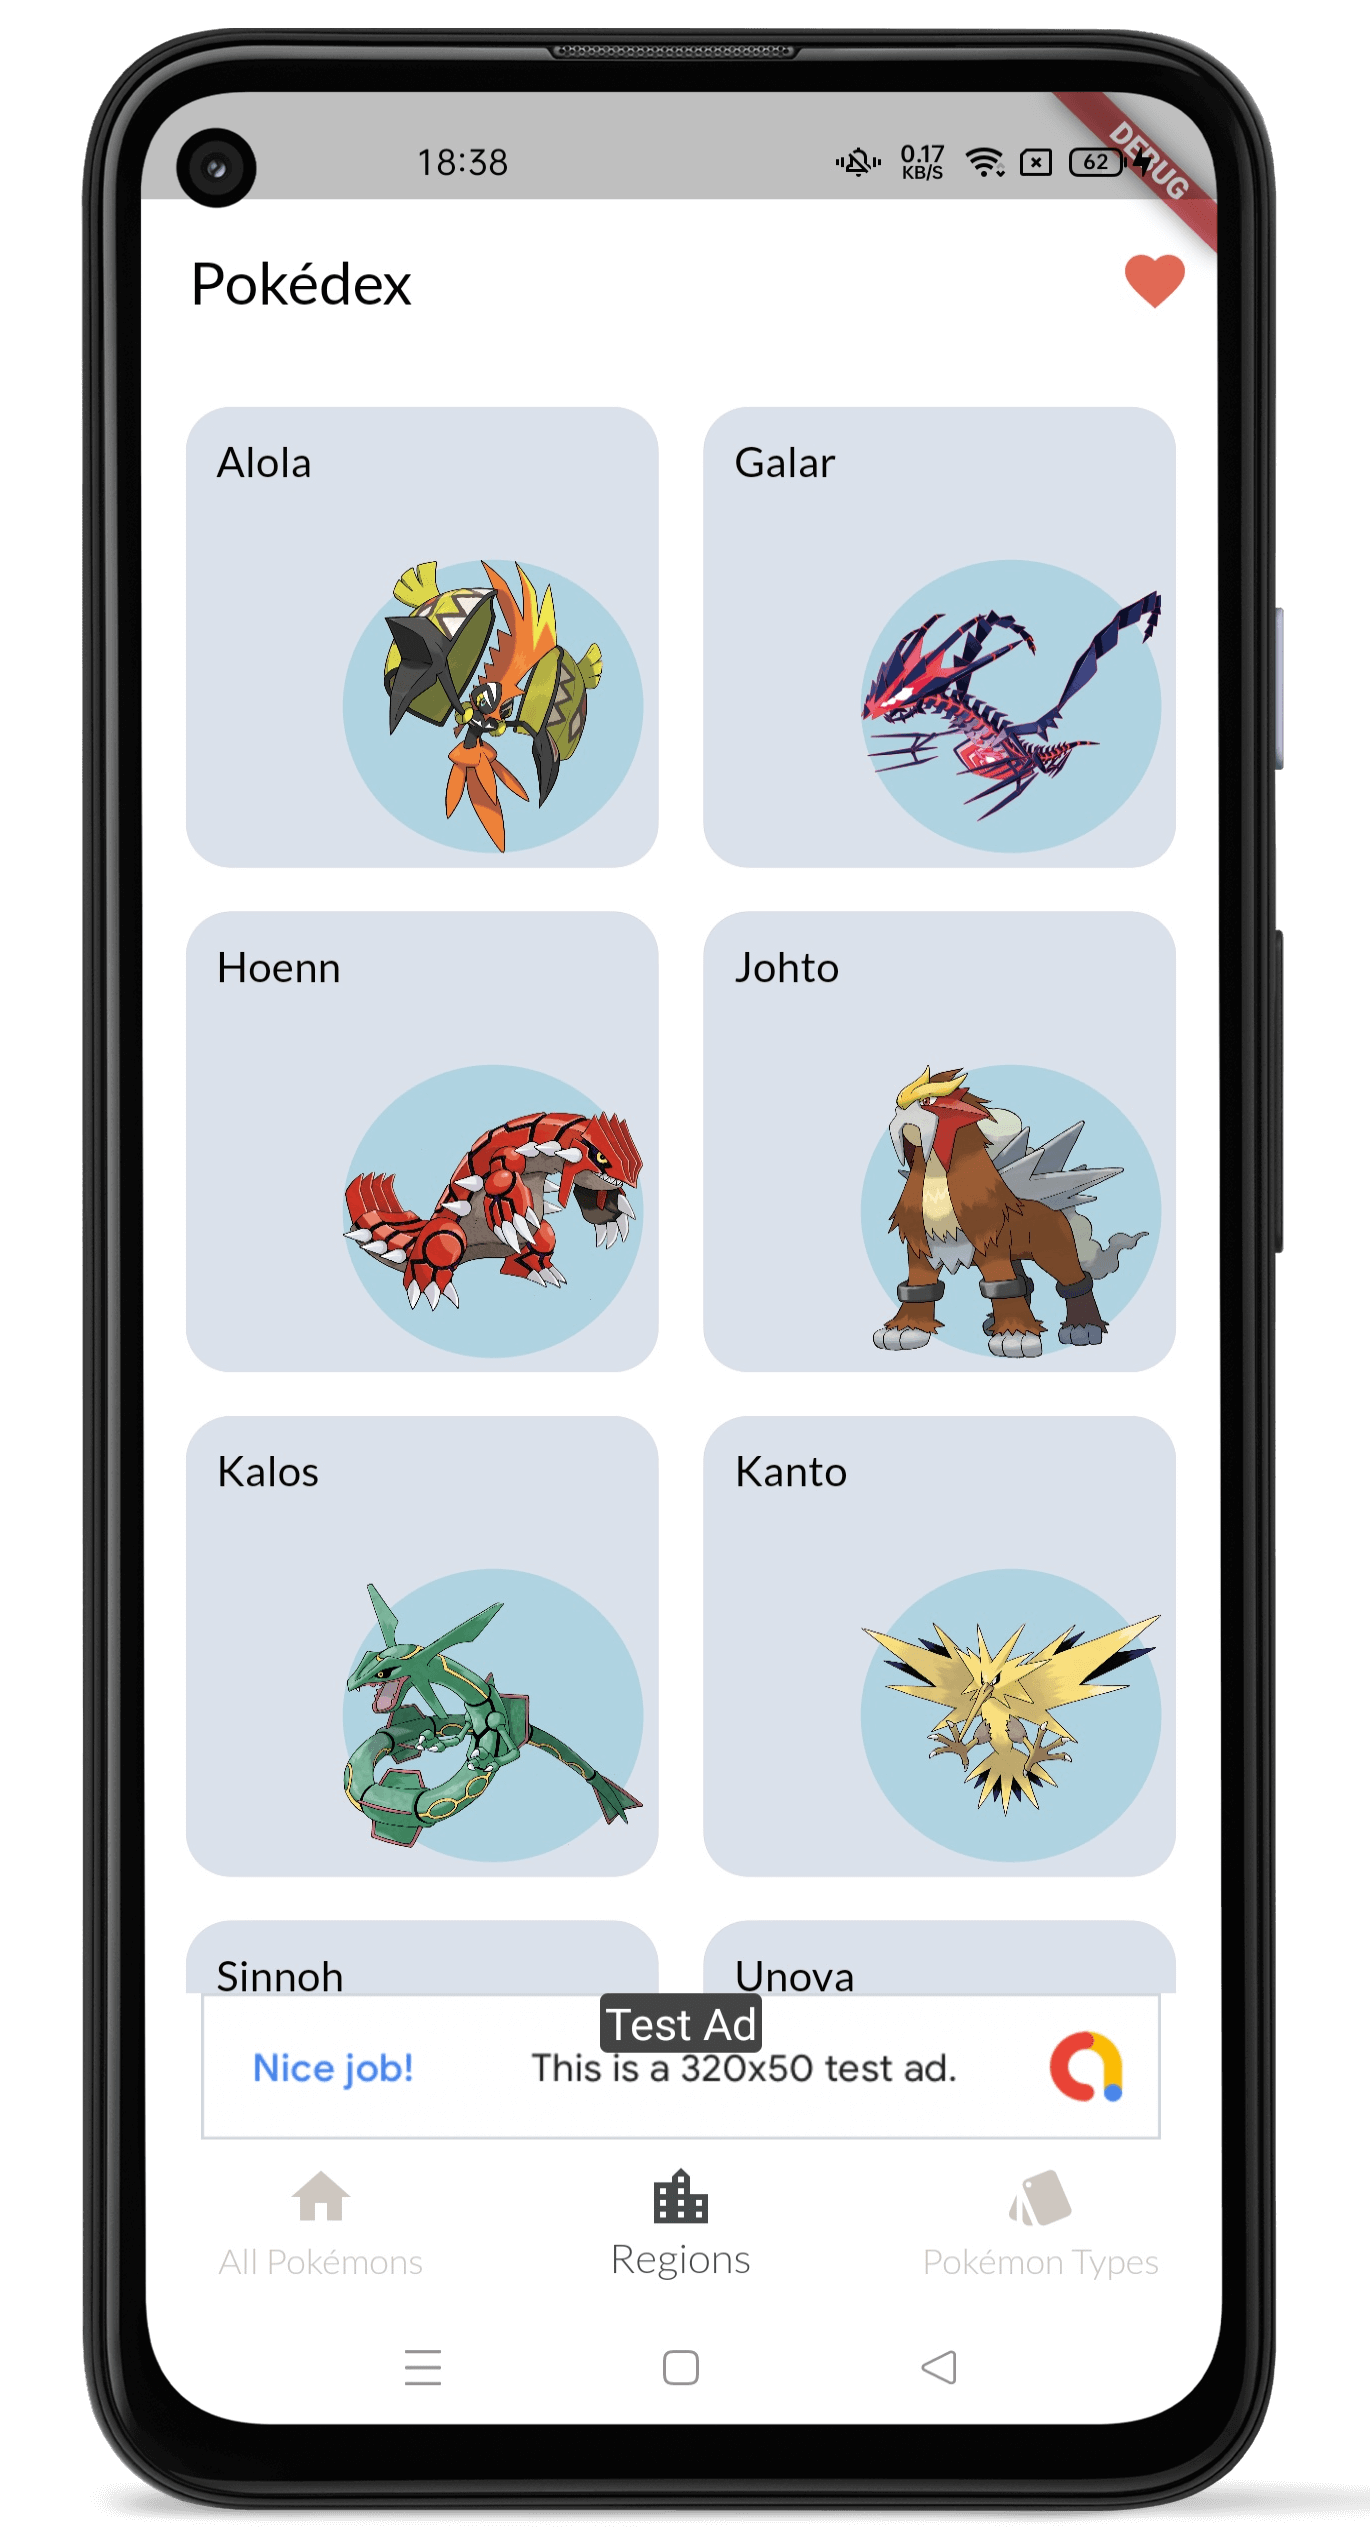 18:38
0.17
KB/S
62
DEBUG
Pokédex
Alola
Galar
Hoenn
Johto
Kalos
Kanto
Sinnoh
Unova
Test Ad
Nice job!
This is a 320x50 test ad.
All Pokémons
Regions
Pokémon Types